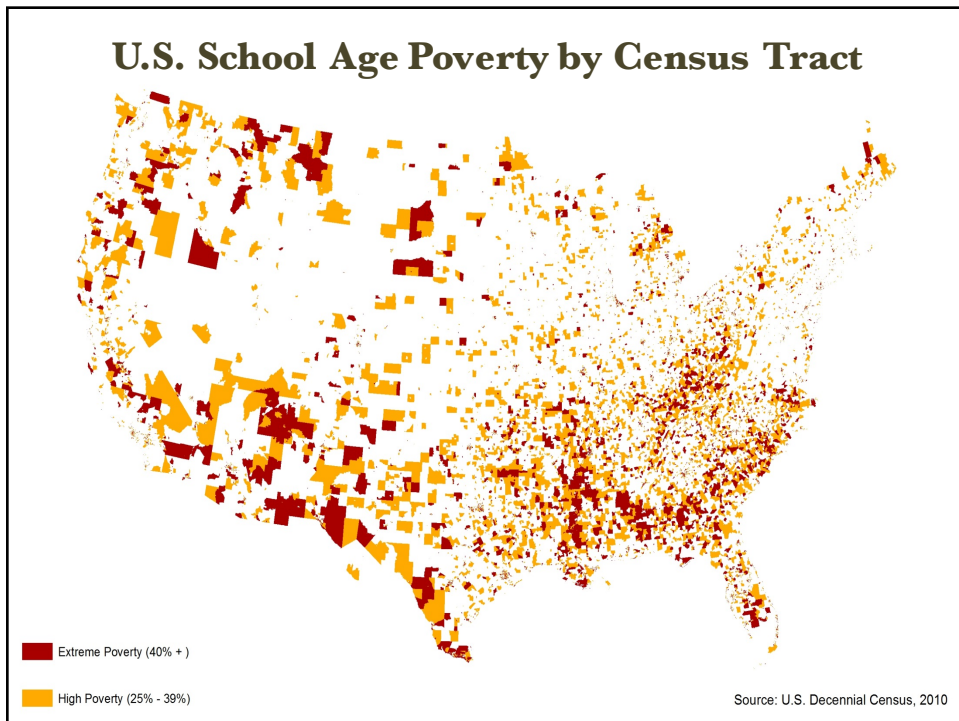 U.S. School Age Poverty by Census Tract
Extreme Poverty (40% + )
High Poverty (25% - 39%)
Source: U.S. Decennial Census, 2010